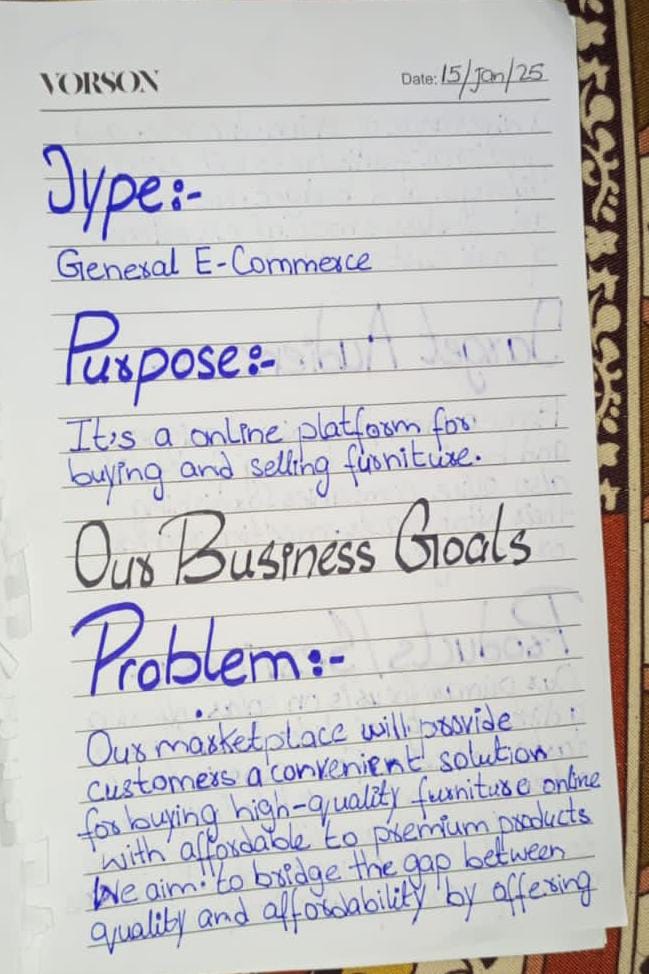 VORSON
Date: 15/Jan/25
Type:-
General E-Commerce
Purpose:-
It's a online platform for
buying and selling furniture.
Our Business Goals
Problem:-
Our marketplace will provide
customers a convenient solution
for buying high-quality furniture online
with affordable to premium products
We aim to bridge the gap between
quality and affordability by offering